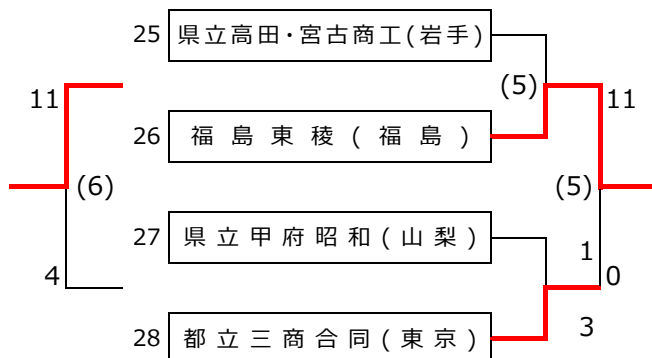 25 県立高田・宮古商工(岩手)
11 (5) 11
26 福島東稜(福島)
(6) (5)
27 県立甲府昭和(山梨)
1
4 0
28 都立三商合同(東京) 3